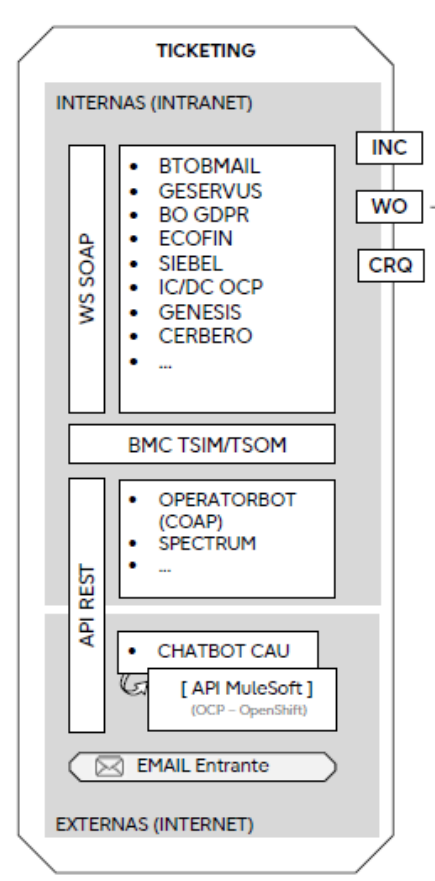 TICKETING
INTERNAS (INTRANET)
INC
WO
CRQ
WS SOAP
• BTOBMAIL
• GESERVUS
• BO GDPR
• ECOFIN
• SIEBEL
• IC/DC OCP
• GENESIS
• CERBERO
• ...
BMC TSIM/TSOM
API REST
• OPERATORBOT
(COAP)
• SPECTRUM
• ...
• CHATBOT CAU
[ API MuleSoft ]
(OCP – OpenShift)
EMAIL Entrante
EXTERNAS (INTERNET)